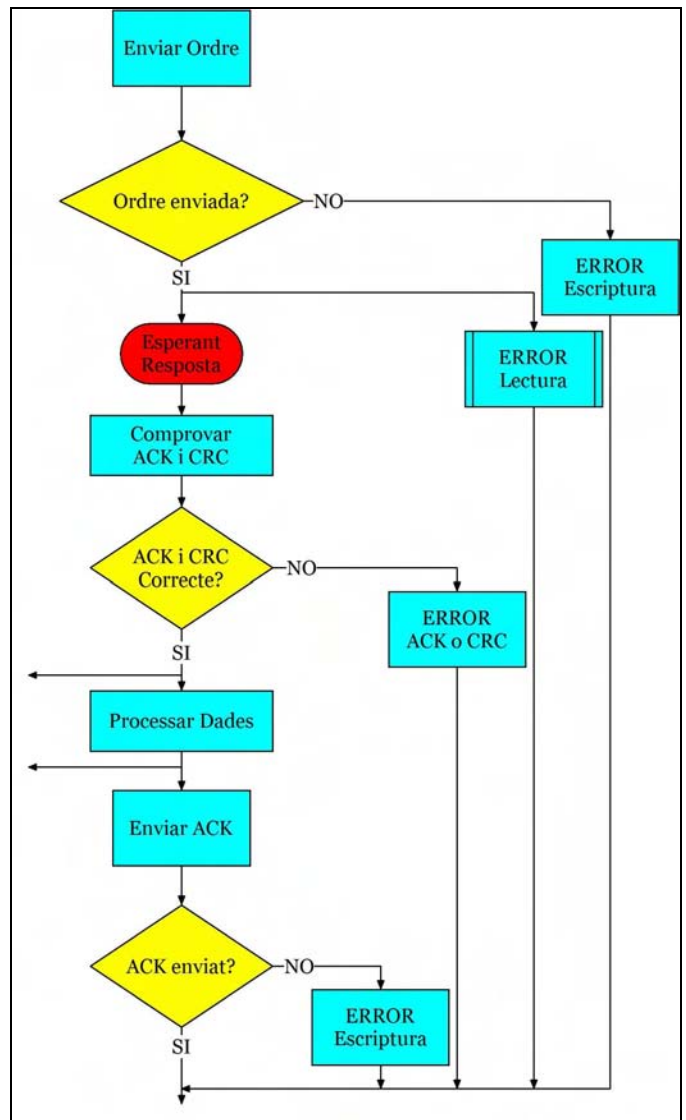 Enviar Ordre
Ordre enviada?
NO
ERROR
Escriptura
SI
Esperant
Resposta
ERROR
Lectura
Comprovar
ACK i CRC
ACK i CRC
Correcte?
NO
ERROR
ACK o CRC
SI
Processar Dades
Enviar ACK
ACK enviat?
NO
ERROR
Escriptura
SI